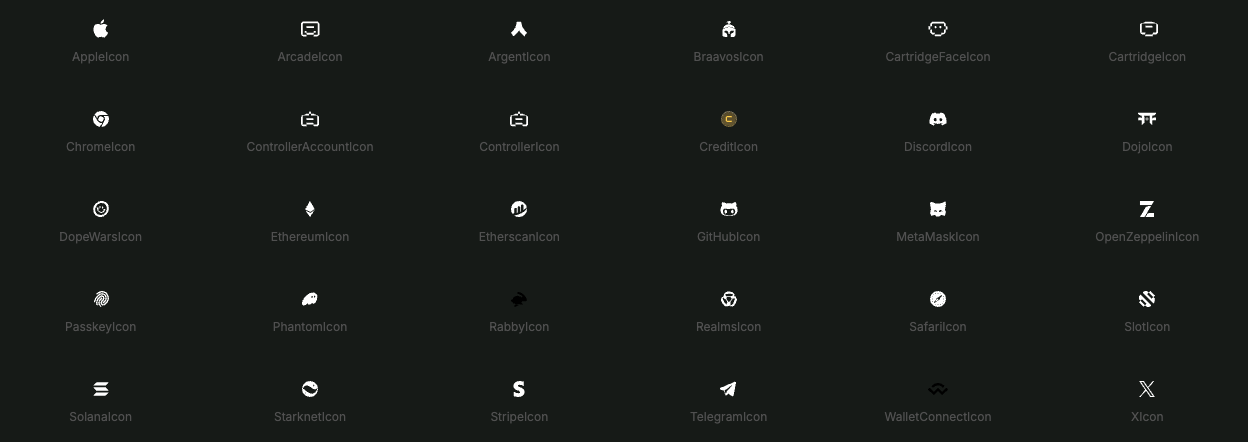 AppleIcon ArcadeIcon ArgentIcon BraavosIcon CartridgeFaceIcon CartridgeIcon
ChromeIcon ControllerAccountIcon ControllerIcon CreditIcon DiscordIcon DojoIcon
DopeWarsIcon EthereumIcon EtherscanIcon GitHubIcon MetaMaskIcon OpenZeppelinIcon
PasskeyIcon PhantomIcon RabbyIcon RealmsIcon SafariIcon SlotIcon
SolanaIcon StarknetIcon StripeIcon TelegramIcon WalletConnectIcon XIcon